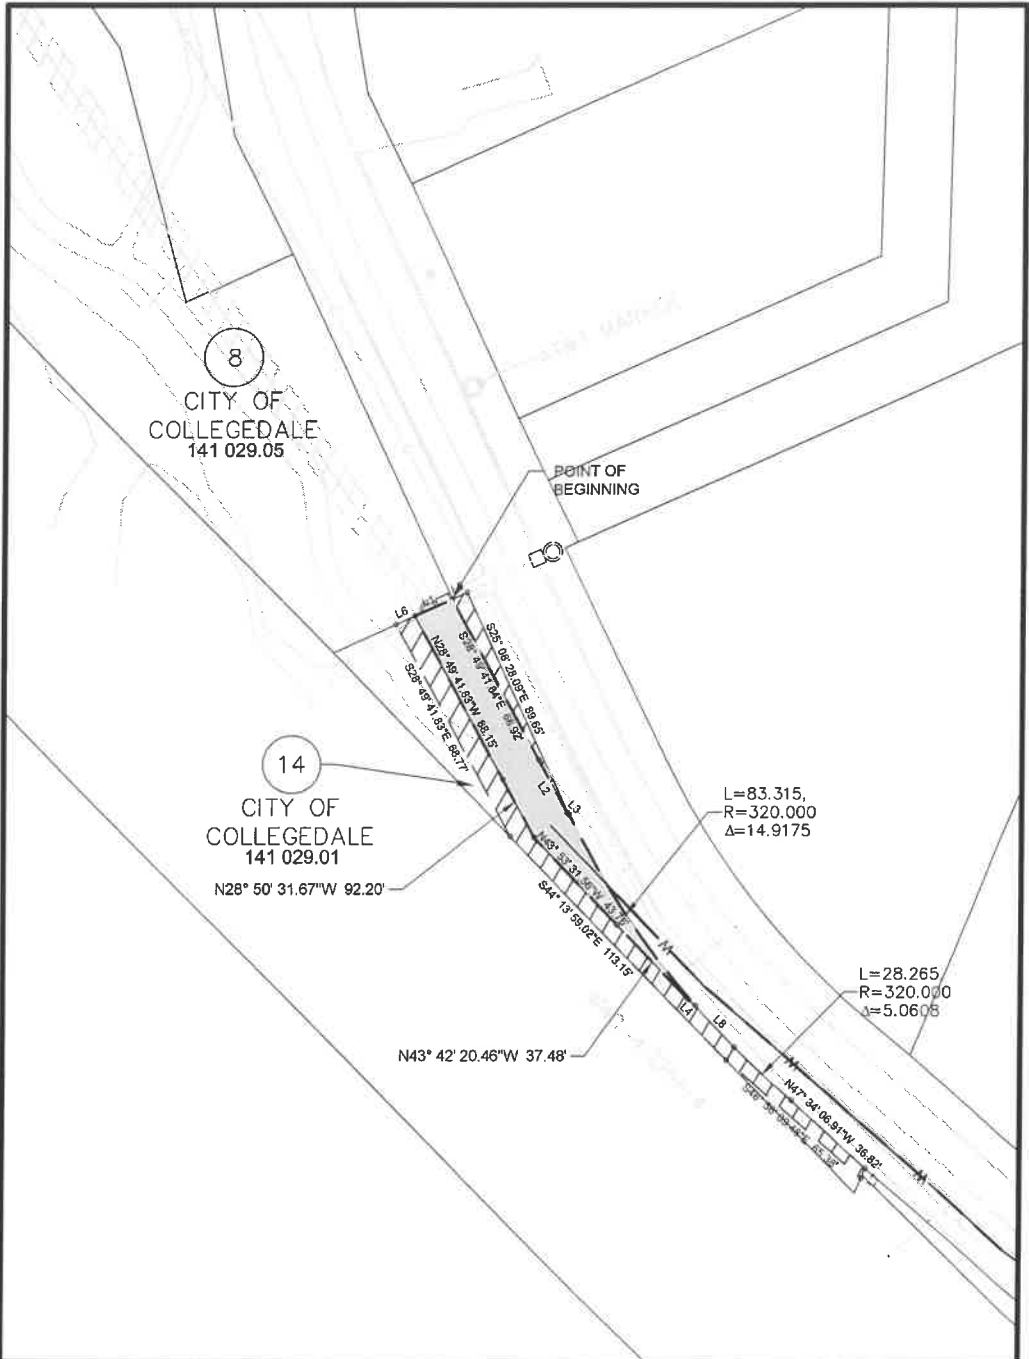 8
CITY OF
COLLEGEDALE
141 029.05
POINT OF
BEGINNING
L6
S25° 08' 28.09"E 89.65'
N28° 49' 41.83"W 88.15'
S28° 49' 41.83"E 88.77'
L2
L3
14
CITY OF
COLLEGEDALE
141 029.01
N28° 50' 31.67"W 92.20'
L=83.315,
R=320.000
Δ=14.9175
S44° 13' 59.02"E 113.15'
L=28.265,
R=320.000
Δ=5.0608
L4
L8
N43° 42' 20.46"W 37.48'
N47° 34' 06.91"W 36.82'